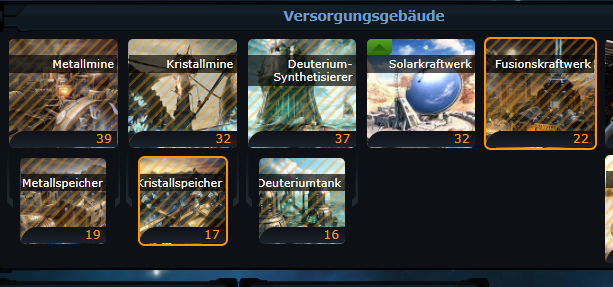 Versorgungsgebäude
Metallmine
39
Kristallmine
32
Deuterium-
Synthetisierer
37
Solarkraftwerk
32
Fusionskraftwerk
22
Metallspeicher
19
Kristallspeicher
17
Deuteriumtank
16